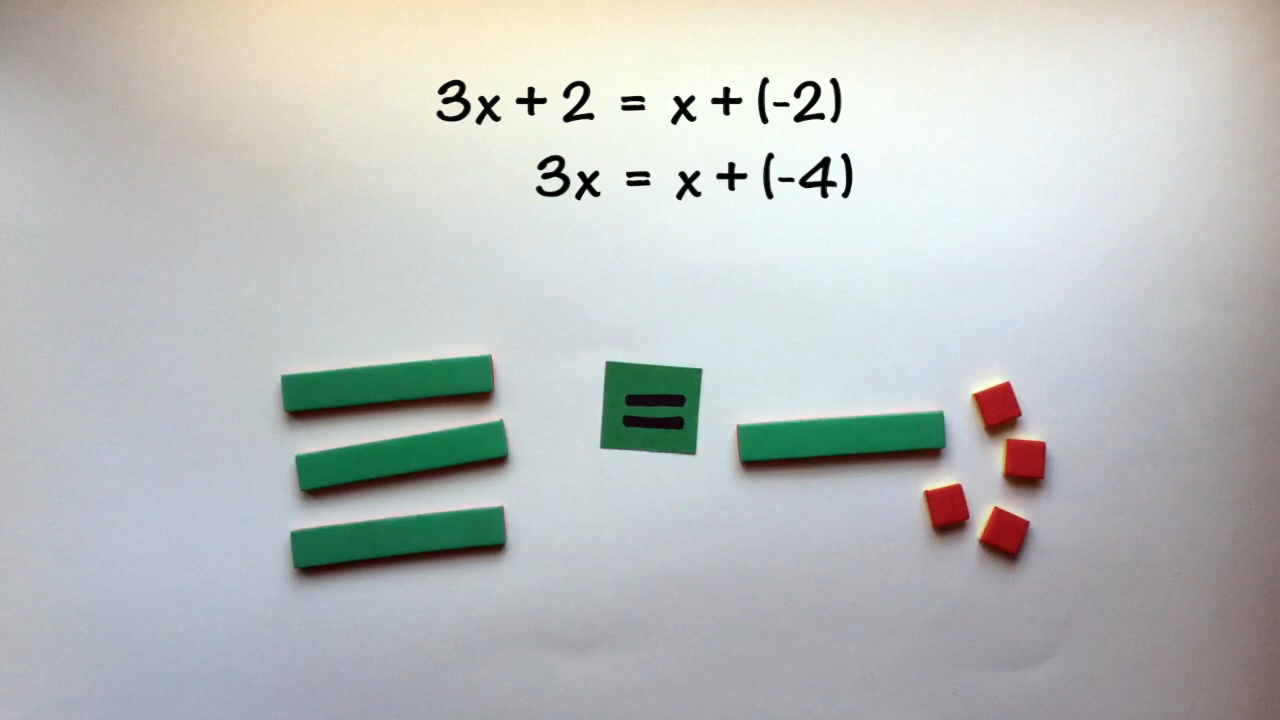 3x + 2 = x + (-2)
3x = x + (-4)
=